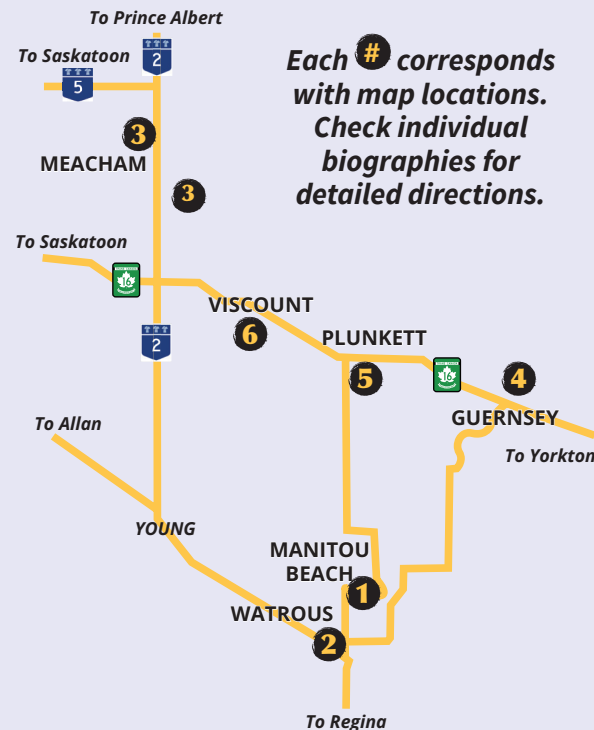 To Prince Albert
To Saskatoon
2
5
Each # corresponds
with map locations.
Check individual
biographies for
detailed directions.
3
MEACHAM
3
To Saskatoon
16
VISCOUNT
6
2
PLUNKETT
5
16
4
GUERNSEY
To Yorkton
To Allan
YOUNG
MANITOU
BEACH
1
WATROUS
2
To Regina